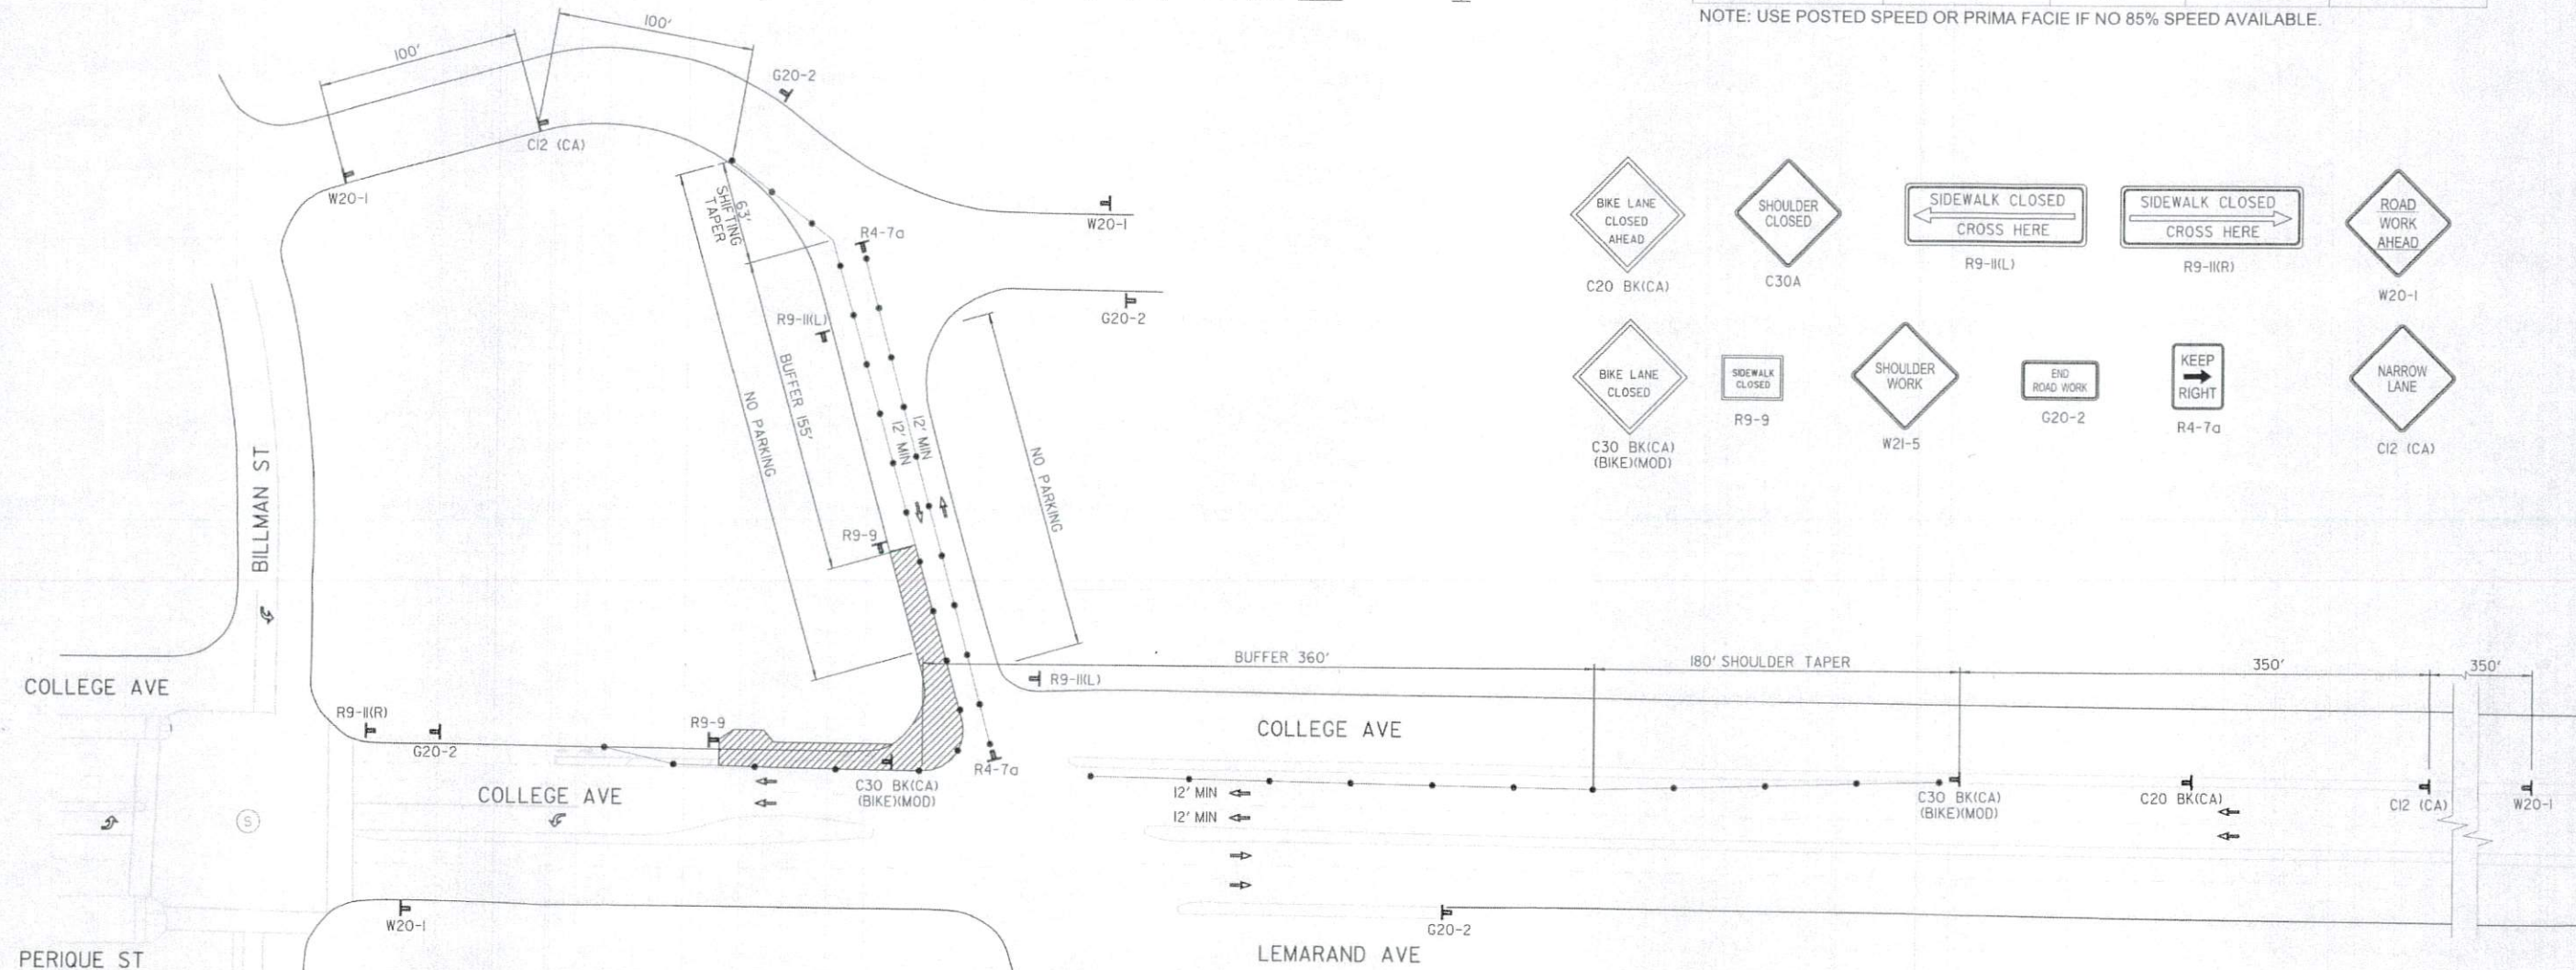 NOTE: USE POSTED SPEED OR PRIMA FACIE IF NO 85% SPEED AVAILABLE.
100'
100'
G20-2
C12 (CA)
W20-1
63'
SHIFTING
TAPER
R4-7a
W20-1
G20-2
R9-11(L)
BUFFER 155'
NO PARKING
12' MIN
12' MIN
NO PARKING
R9-9
BILLMAN ST
COLLEGE AVE
R9-11(R)
G20-2
R9-9
C30 BK(CA)
(BIKE)(MOD)
R4-7a
R9-11(L)
COLLEGE AVE
S
W20-1
PERIQUE ST
BUFFER 360'
180' SHOULDER TAPER
350'
350'
COLLEGE AVE
12' MIN
12' MIN
C30 BK(CA)
(BIKE)(MOD)
C20 BK(CA)
C12 (CA)
W20-1
G20-2
LEMARAND AVE
BIKE LANE
CLOSED
AHEAD
C20 BK(CA)
SHOULDER
CLOSED
C30A
SIDEWALK CLOSED
CROSS HERE
R9-11(L)
SIDEWALK CLOSED
CROSS HERE
R9-11(R)
ROAD
WORK
AHEAD
W20-1
BIKE LANE
CLOSED
C30 BK(CA)
(BIKE)(MOD)
SIDEWALK
CLOSED
R9-9
SHOULDER
WORK
W21-5
END
ROAD WORK
G20-2
KEEP
RIGHT
R4-7a
NARROW
LANE
C12 (CA)